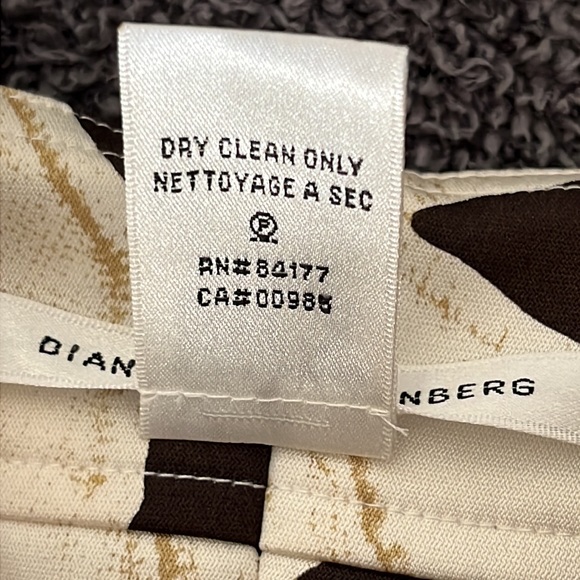 DRY CLEAN ONLY
NETTOYAGE A SEC
P
RN#84177
CA#00985
DIAN NBERG